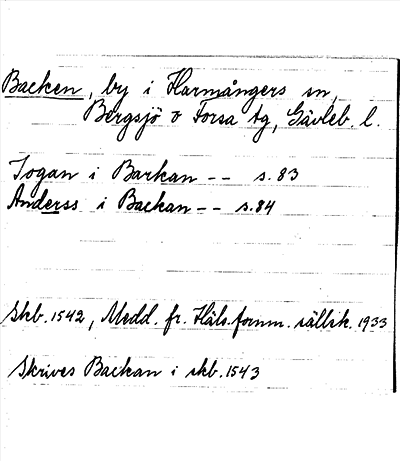 Backen, by i Harmångers sn,
Bergsjö o Forsa tg, Gävleb. l.
Jogan i Backan -- s. 83
Anderss i Backan -- s. 84
Skb. 1542, Medd. fr. Häls. fornm. sällsk. 1933
Skrives Backan i skb. 1543